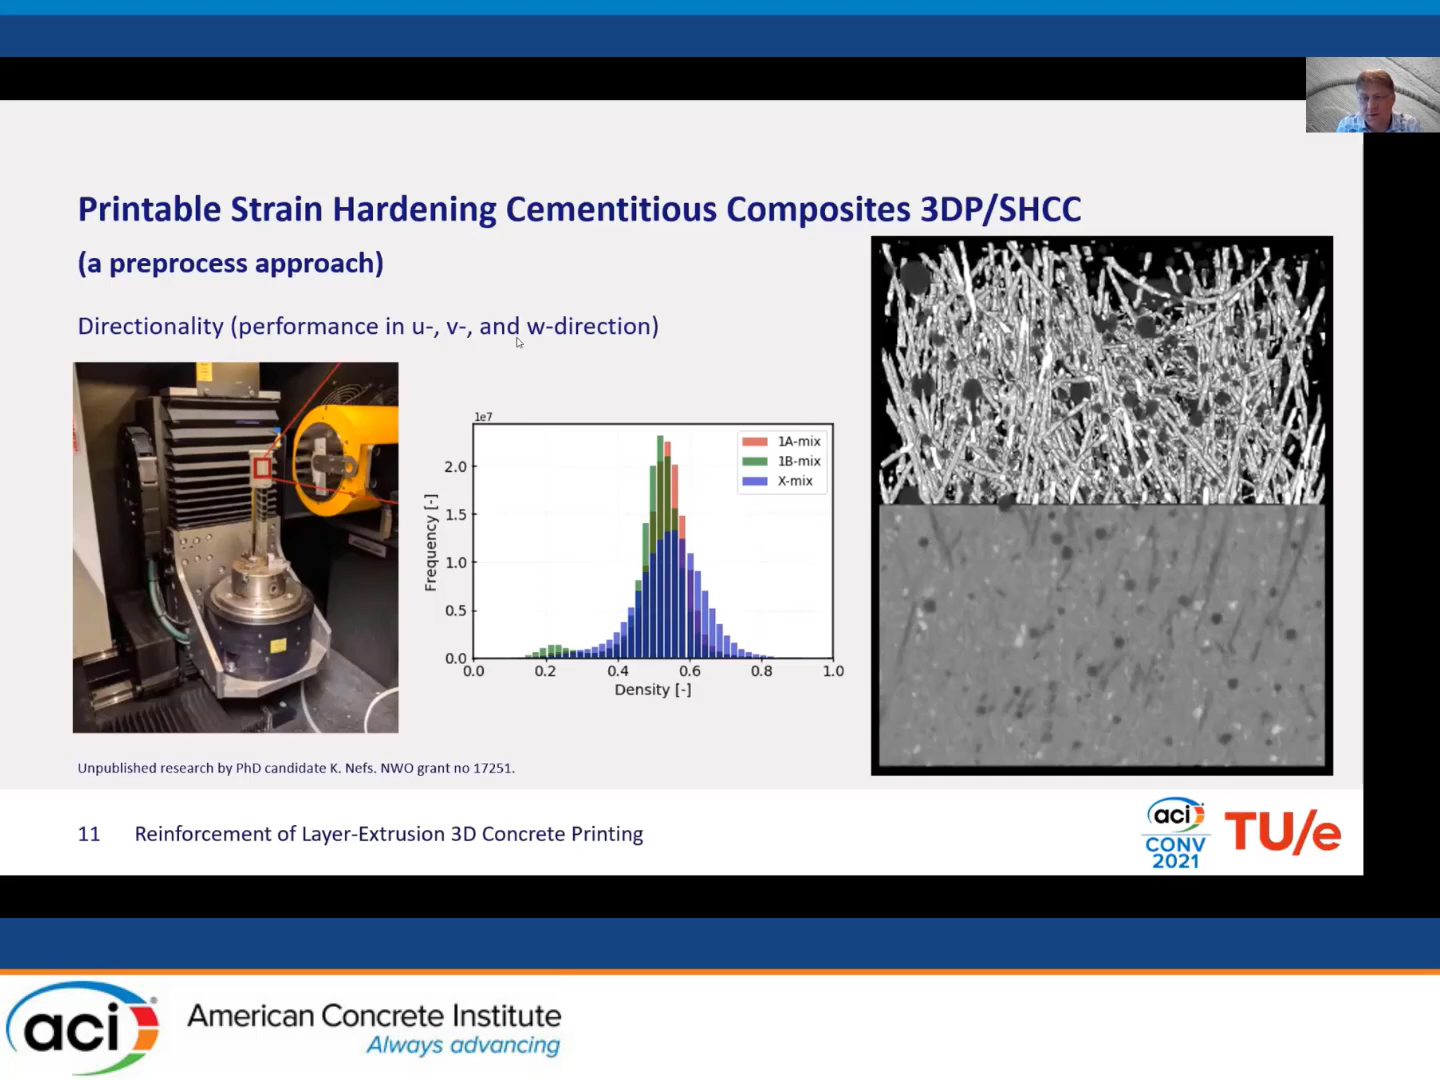 Printable Strain Hardening Cementitious Composites 3DP/SHCC
(a preprocess approach)
Directionality (performance in u-, v-, and w-direction)
1e7
1A-mix
1B-mix
X-mix
2.0
1.5
1.0
0.5
0.0
Frequency [-]
0.0 0.2 0.4 0.6 0.8 1.0
Density [-]
Unpublished research by PhD candidate K. Nefs. NWO grant no 17251.
11 Reinforcement of Layer-Extrusion 3D Concrete Printing
aci
CONV
2021
TU/e
aci
American Concrete Institute
Always advancing